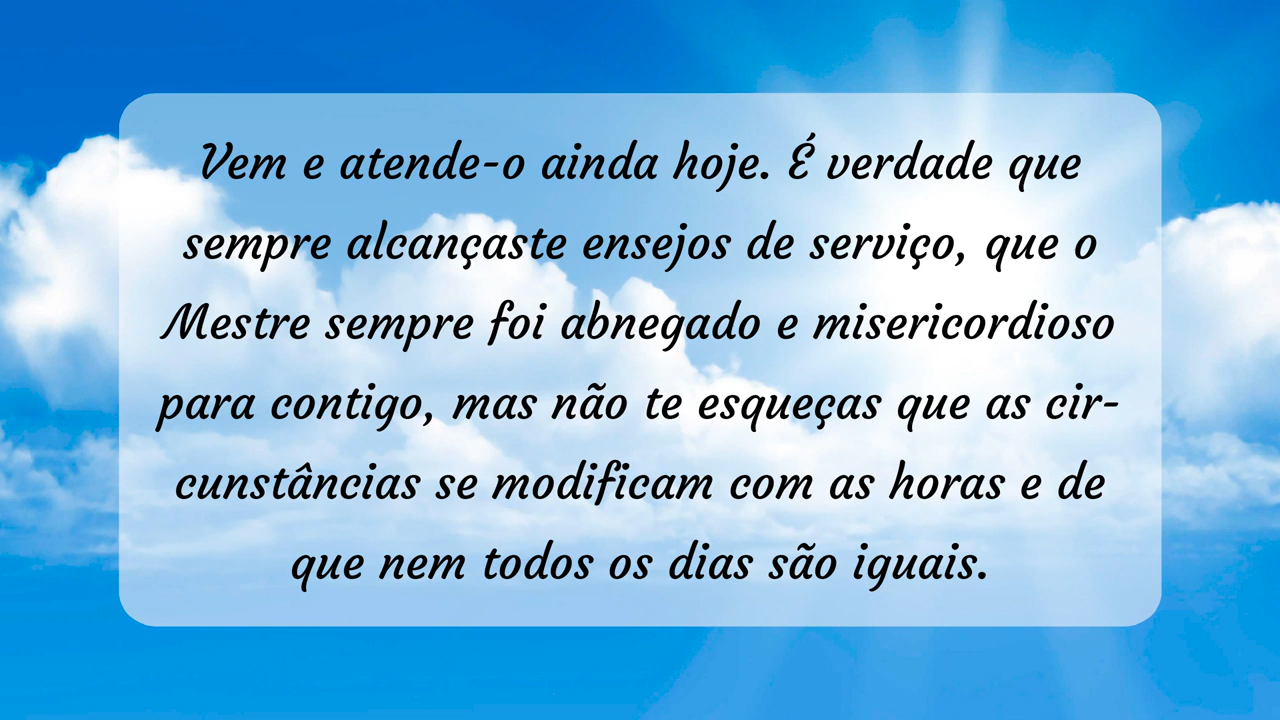 Vem e atende-o ainda hoje. É verdade que
sempre alcançaste ensejos de serviço, que o
Mestre sempre foi abnegado e misericordioso
para contigo, mas não te esqueças que as cir-
cunstâncias se modificam com as horas e de
que nem todos os dias são iguais.